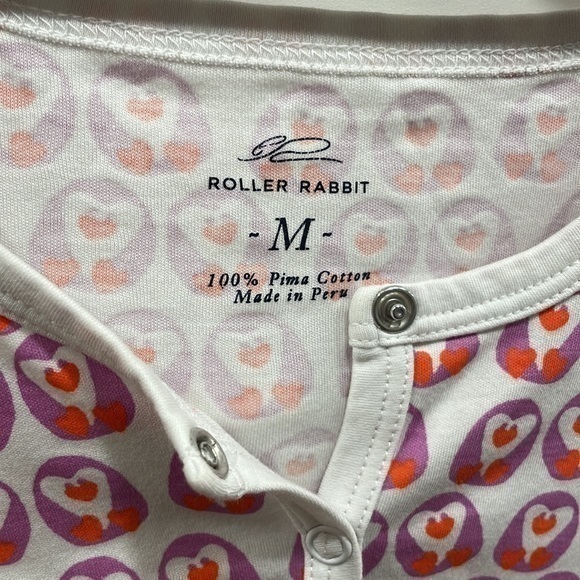 ROLLER RABBIT
- M -
100% Pima Cotton
Made in Peru